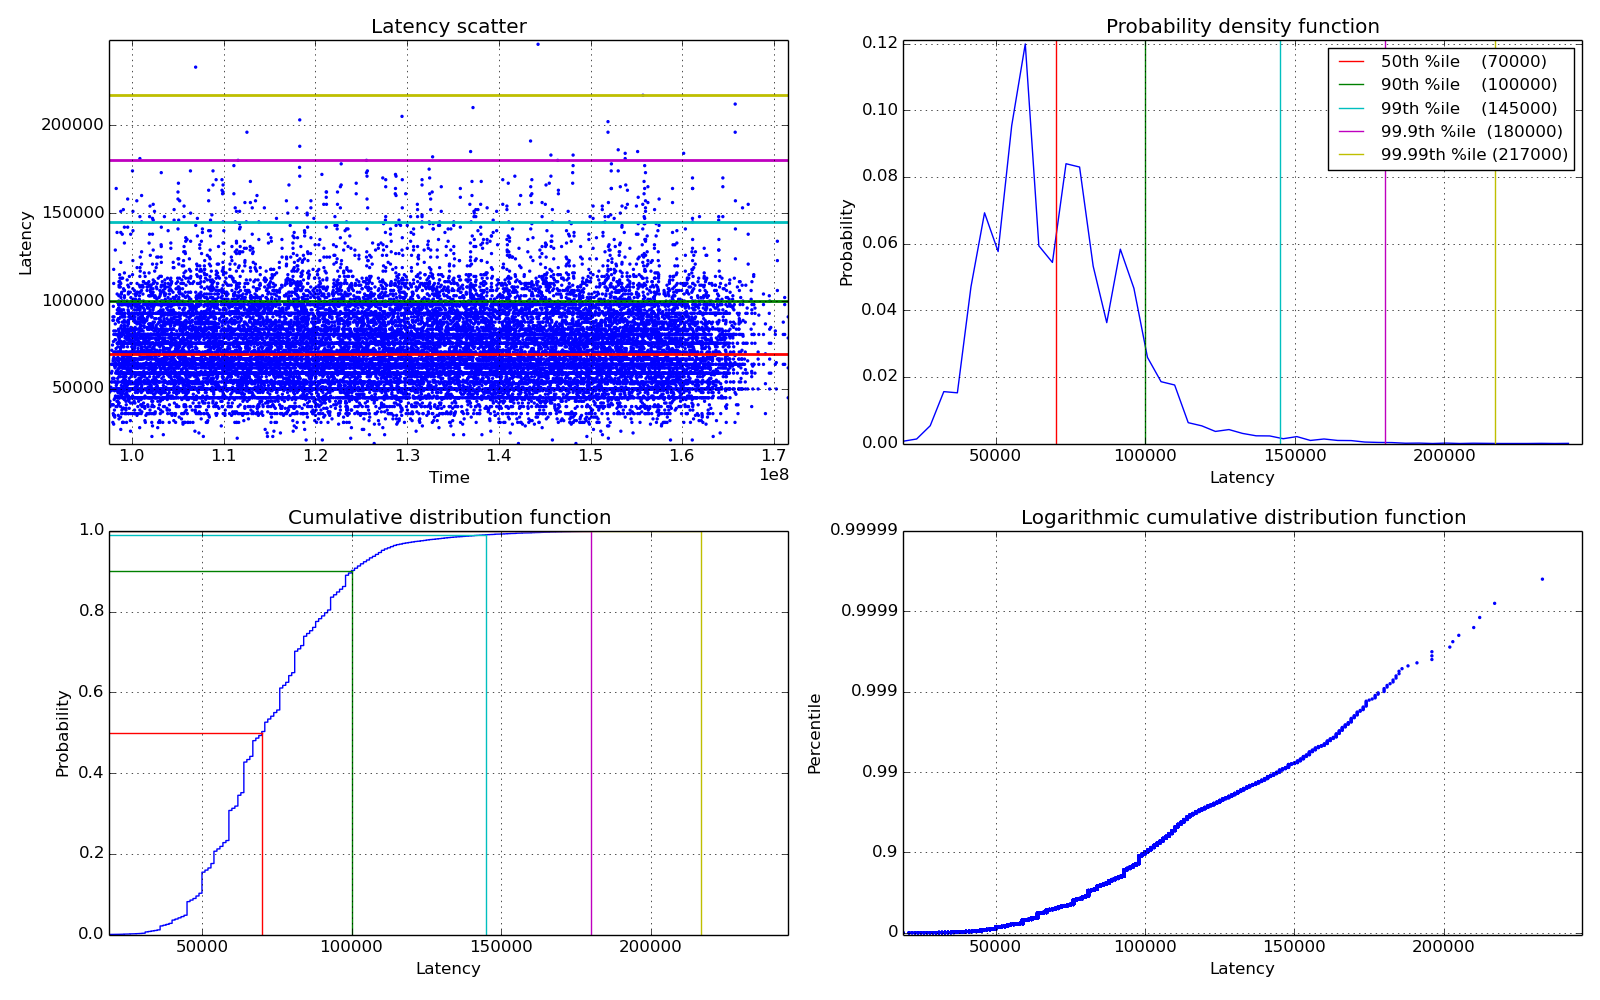 Latency scatter
200000
150000
100000
50000
Latency
1.0 1.1 1.2 1.3 1.4 1.5 1.6 1.7
1e8
Time
Probability density function
0.12
0.10
0.08
0.06
0.04
0.02
0.00
Probability
50th %ile (70000)
90th %ile (100000)
99th %ile (145000)
99.9th %ile (180000)
99.99th %ile (217000)
50000 100000 150000 200000
Latency
Cumulative distribution function
1.0
0.8
0.6
0.4
0.2
0.0
Probability
50000 100000 150000 200000
Latency
Logarithmic cumulative distribution function
0.99999
0.9999
0.999
0.99
0.9
0
Percentile
50000 100000 150000 200000
Latency